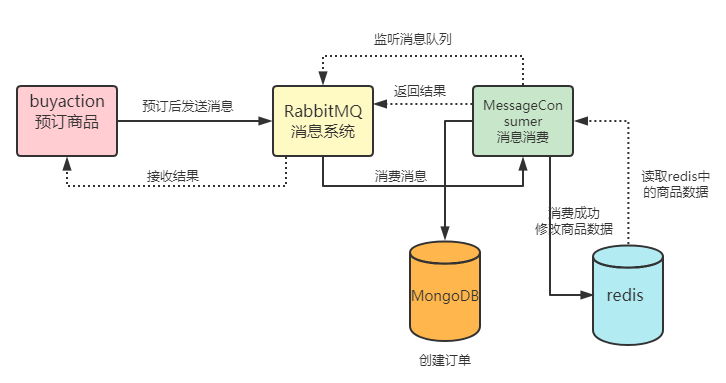 监听消息队列
buyaction
预订商品
预订后发送消息
RabbitMQ
消息系统
返回结果
MessageCon
sumer
消息消费
接收结果
消费消息
读取redis中
的商品数据
消费成功
修改商品数据
MongoDB
redis
创建订单